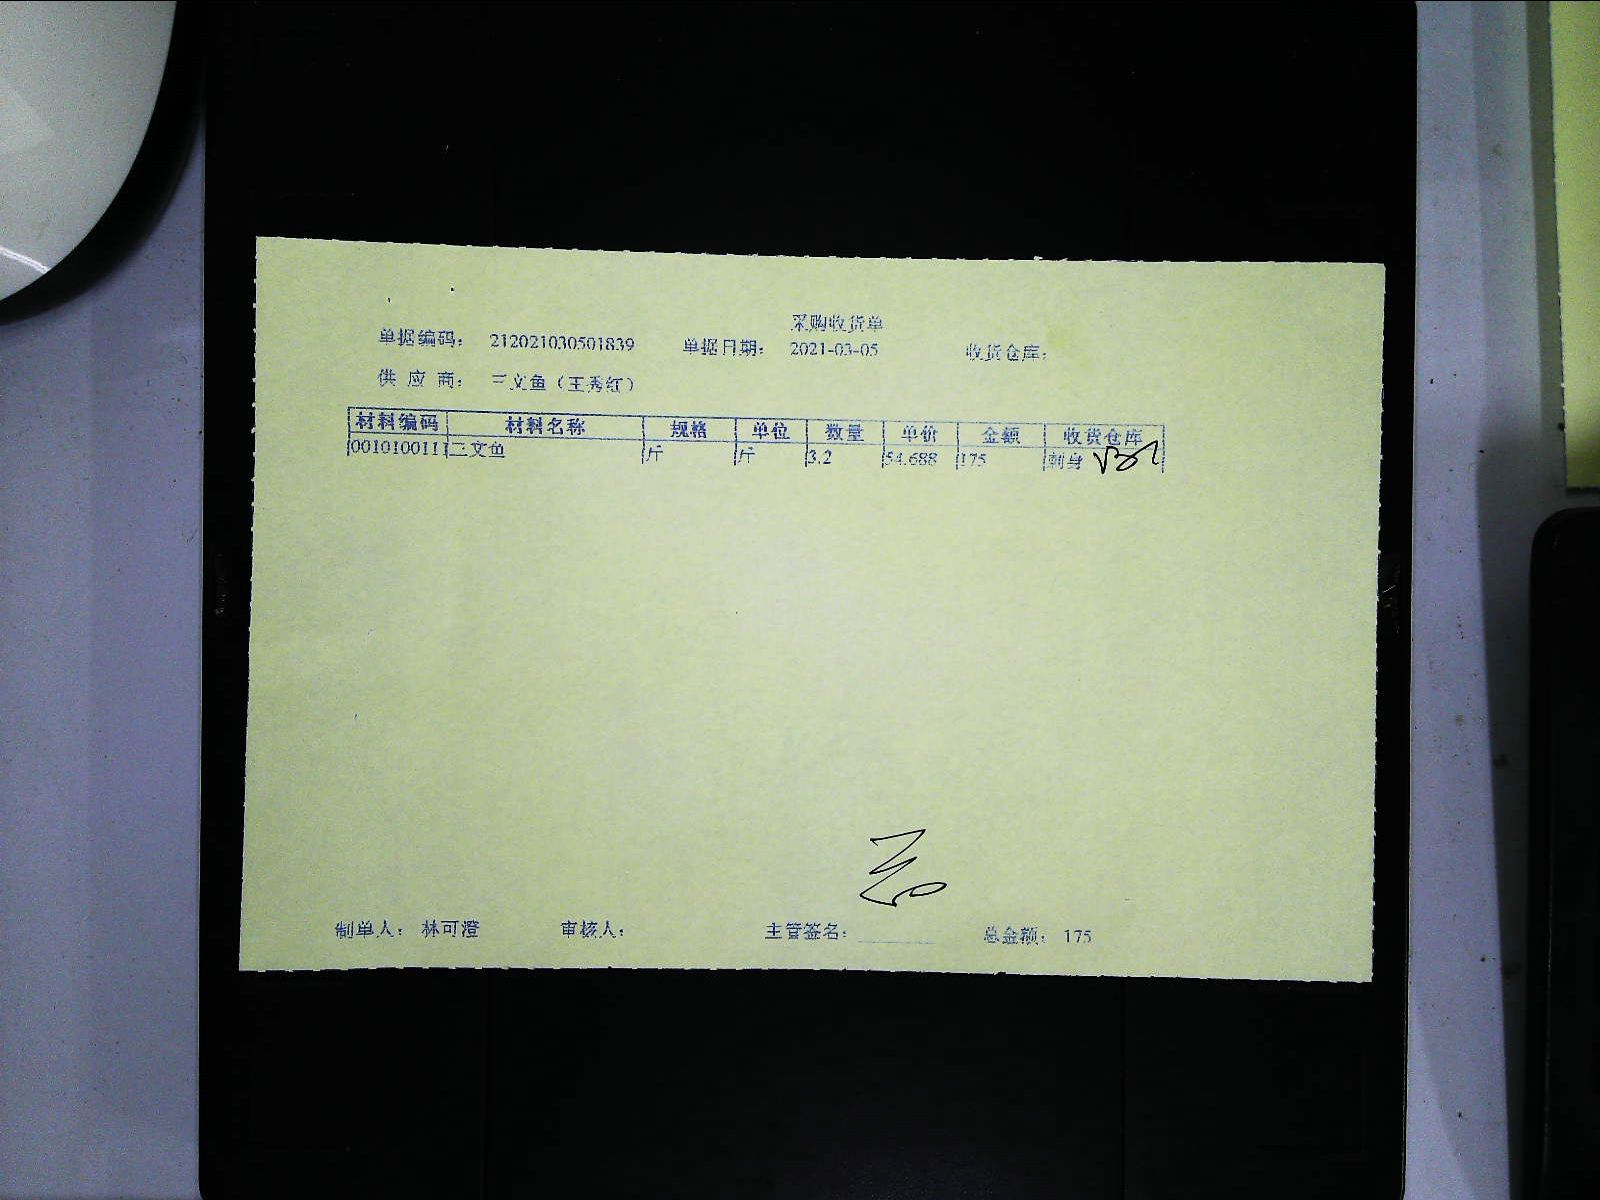 采购收货单
单据编码： 212021030501839 单据日期： 2021-03-05 收货仓库：
供 应 商： 三文鱼（王秀红）
材料编码 材料名称 规格 单位 数量 单价 金额 收货仓库
0010100111 三文鱼 斤 斤 3.2 54.688 175 刺身
制单人： 林可澄 审核人： 主管签名： 总金额： 175